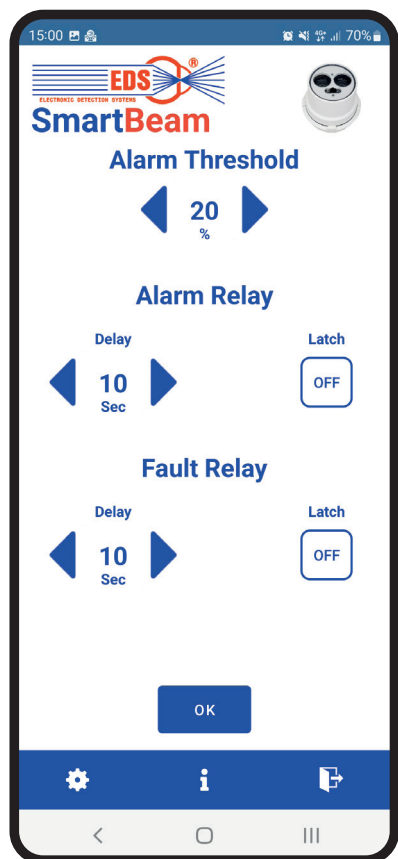 15:00 4G+ 70%
EDS®
ELECTRONIC DETECTION SYSTEMS
SmartBeam
Alarm Threshold
20
%
Alarm Relay
Delay Latch
10 OFF
Sec
Fault Relay
Delay Latch
10 OFF
Sec
OK
i